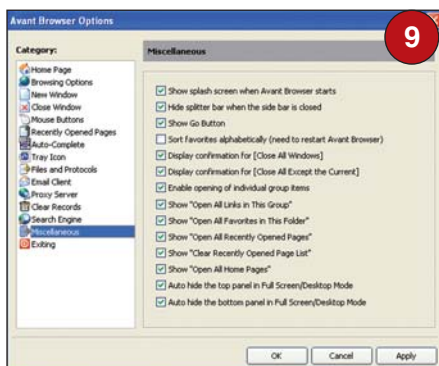 Avant Browser Options
9
Category:
Home Page
Browsing Options
New Window
Close Window
Mouse Buttons
Recently Opened Pages
Auto-Complete
Tray Icon
Files and Protocols
Email Client
Proxy Server
Clear Records
Search Engine
Miscellaneous
Exiting
Miscellaneous
Show splash screen when Avant Browser starts
Hide splitter bar when the side bar is closed
Show Go Button
Sort favorites alphabetically (need to restart Avant Browser)
Display confirmation for [Close All Windows]
Display confirmation for [Close All Except the Current]
Enable opening of individual group items
Show "Open All Links in This Group"
Show "Open All Favorites in This Folder"
Show "Open All Recently Opened Pages"
Show "Clear Recently Opened Page List"
Show "Open All Home Pages"
Auto hide the top panel in Full Screen/Desktop Mode
Auto hide the bottom panel in Full Screen/Desktop Mode
OK Cancel Apply